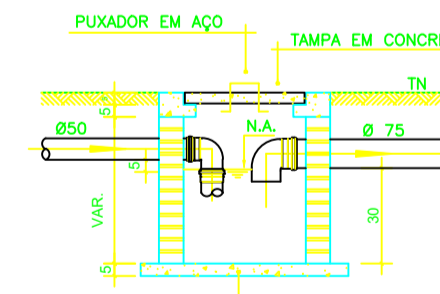 PUXADOR EM AÇO
TAMPA EM CONCR
TN
5
Ø50
N.A.
Ø 75
5
VAR.
30
5